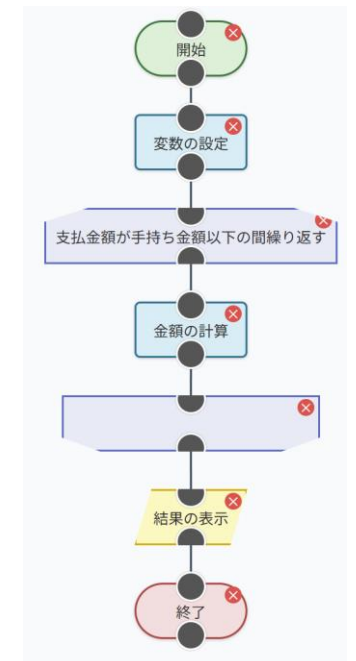 開始
変数の設定
支払金額が手持ち金額以下の間繰り返す
金額の計算
結果の表示
終了